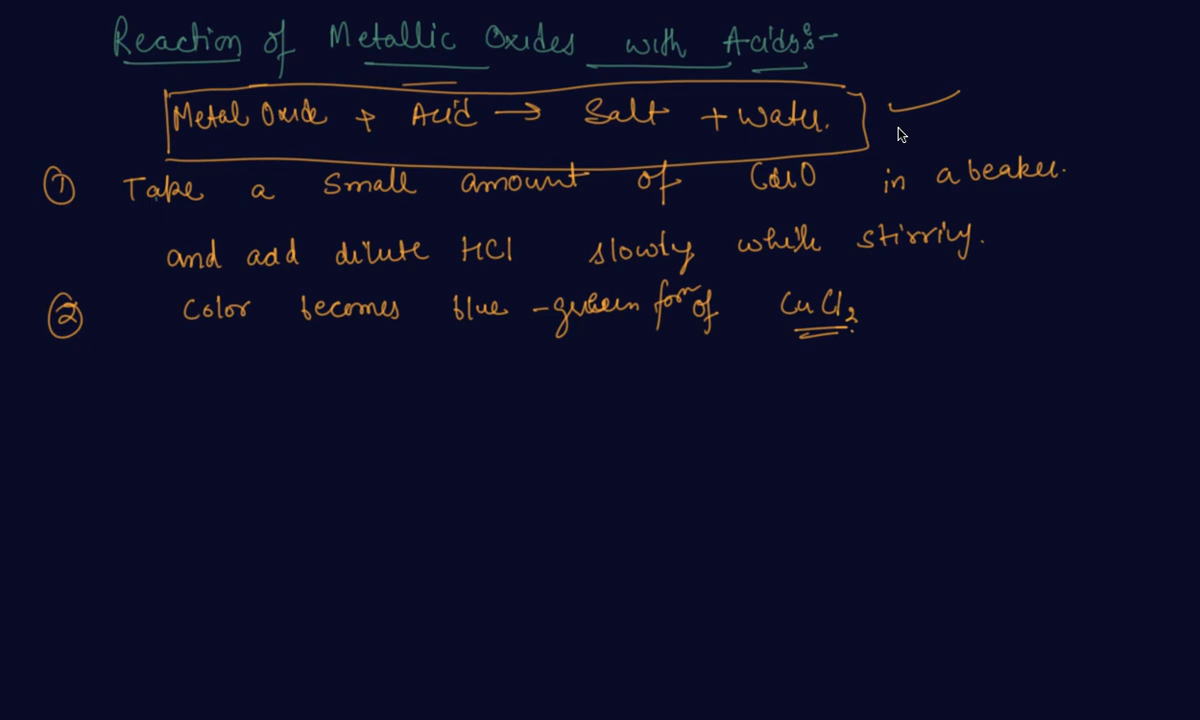 Reaction of Metallic Oxides with Acids:-
Metal Oxide + Acid → Salt + Water.
① Take a small amount of CuO in a beaker.
and add dilute HCl slowly while stirring.
② Color becomes blue-green for of CuCl₂.